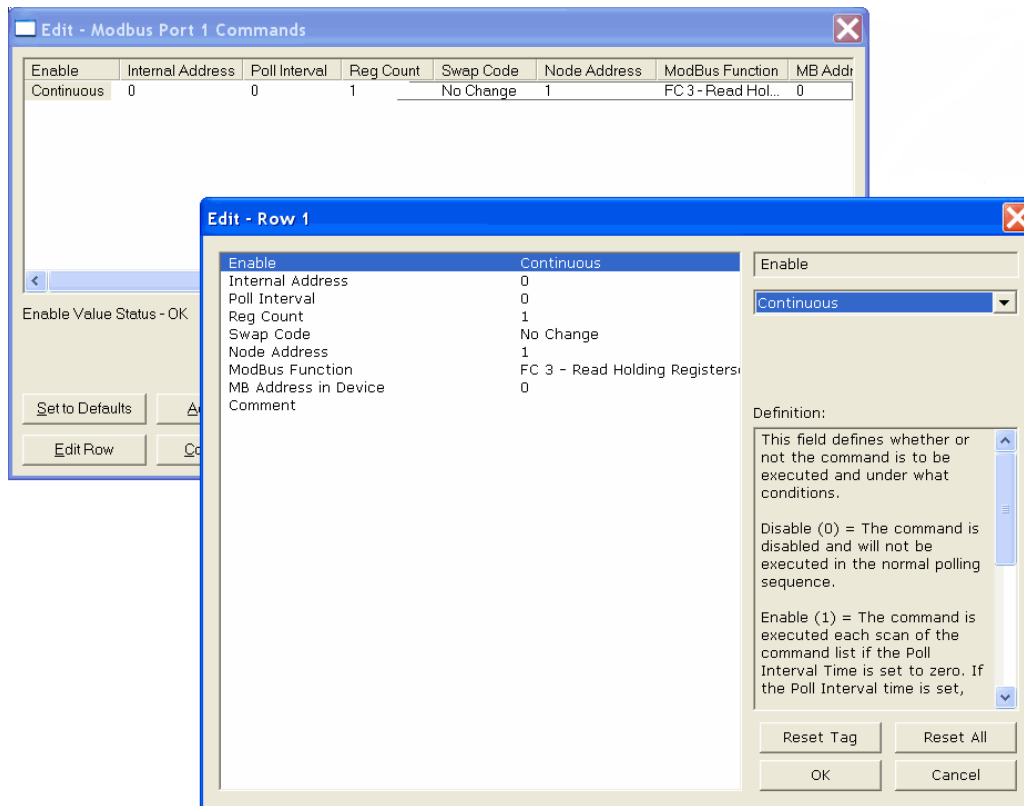 Edit - Modbus Port 1 Commands
Enable Internal Address Poll Interval Reg Count Swap Code Node Address ModBus Function MB Addr
Continuous 0 0 1 No Change 1 FC 3 - Read Hol... 0
Enable Value Status - OK
Set to Defaults
Edit Row
Edit - Row 1
Enable Continuous
Internal Address 0
Poll Interval 0
Reg Count 1
Swap Code No Change
Node Address 1
ModBus Function FC 3 - Read Holding Registers
MB Address in Device 0
Comment
Enable
Continuous
Definition:
This field defines whether or
not the command is to be
executed and under what
conditions.
Disable (0) = The command is
disabled and will not be
executed in the normal polling
sequence.
Enable (1) = The command is
executed each scan of the
command list if the Poll
Interval Time is set to zero. If
the Poll Interval time is set,
Reset Tag Reset All
OK Cancel